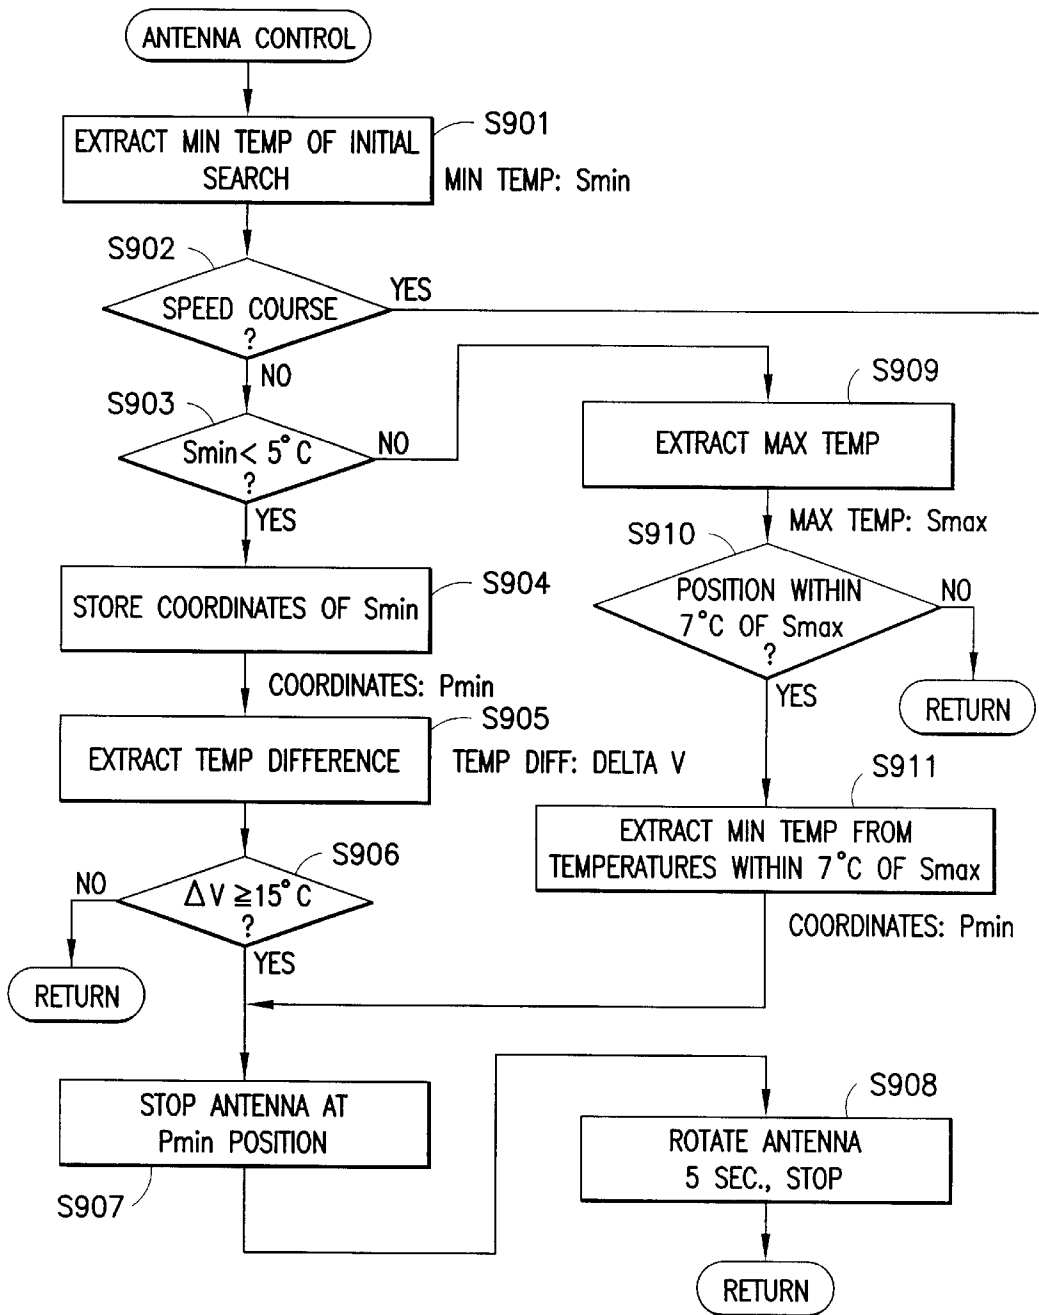 ANTENNA CONTROL
S901
EXTRACT MIN TEMP OF INITIAL
SEARCH
MIN TEMP: Smin
S902
SPEED COURSE
?
YES
NO
S903
Smin< 5°C
?
NO
YES
S909
EXTRACT MAX TEMP
MAX TEMP: Smax
S910
POSITION WITHIN
7°C OF Smax
?
NO
YES
RETURN
S904
STORE COORDINATES OF Smin
COORDINATES: Pmin
S905
EXTRACT TEMP DIFFERENCE
TEMP DIFF: DELTA V
S911
EXTRACT MIN TEMP FROM
TEMPERATURES WITHIN 7°C OF Smax
COORDINATES: Pmin
S906
ΔV ≧15°C
?
NO
YES
RETURN
STOP ANTENNA AT
Pmin POSITION
S907
S908
ROTATE ANTENNA
5 SEC., STOP
RETURN